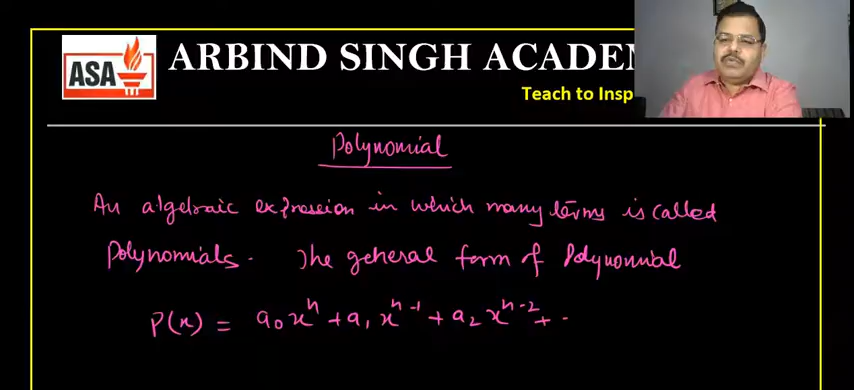 ASA
ARBIND SINGH ACADEM
Teach to Insp
Polynomial
An algebraic expression in which many terms is called
Polynomials. The general form of Polynomial
P(x) = a₀xⁿ + a₁xⁿ⁻¹ + a₂xⁿ⁻² + -